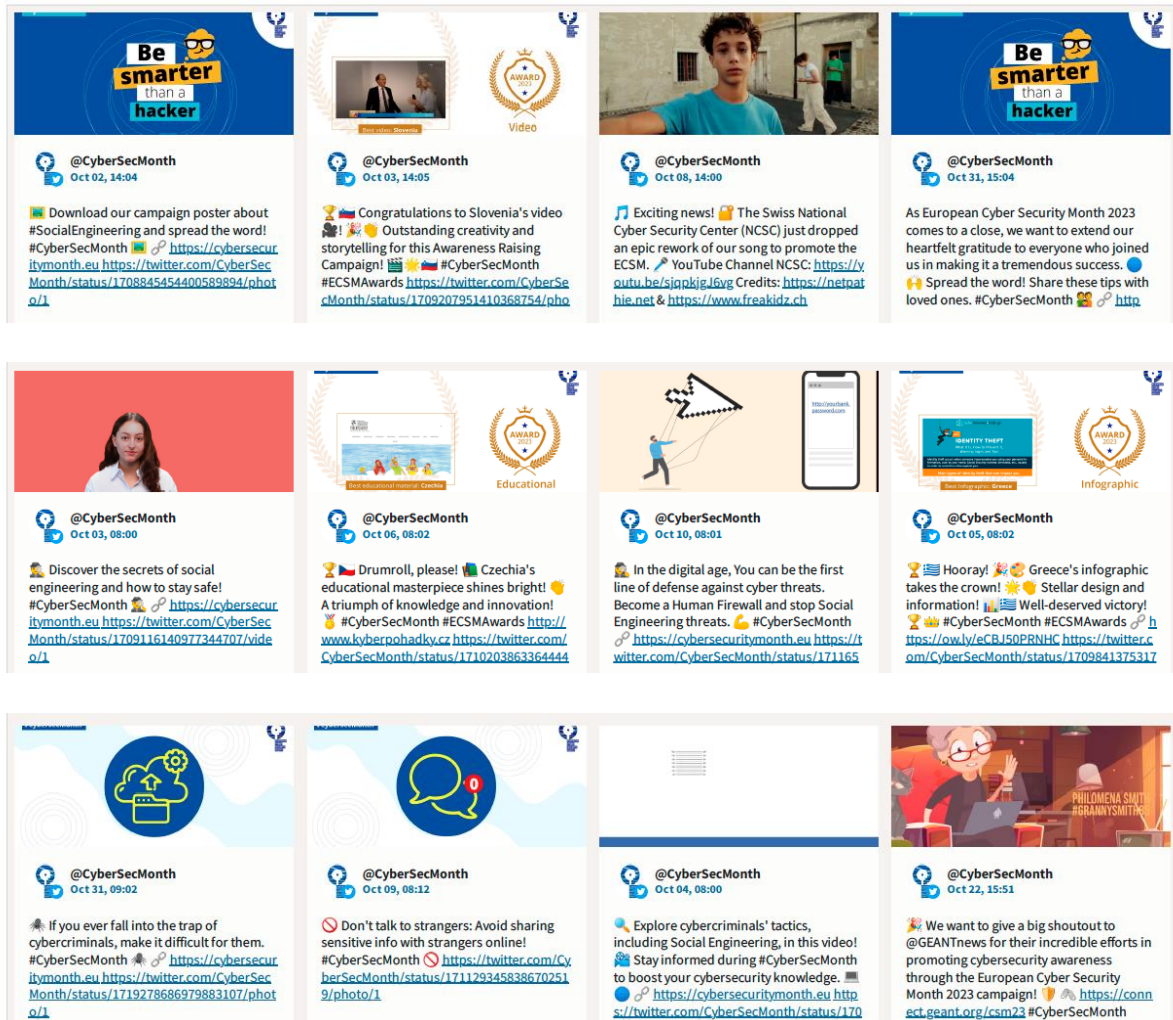 Be
smarter
than a
hacker
@CyberSecMonth
Oct 02, 14:04
🖼️ Download our campaign poster about
#SocialEngineering and spread the word!
#CyberSecMonth 🖼️ 🔗 https://cybersecur
itymonth.eu https://twitter.com/CyberSec
Month/status/1708845454400589894/phot
o/1
Best video: Slovenia
AWARD
2023
Video
@CyberSecMonth
Oct 03, 14:05
🏆🇸🇮 Congratulations to Slovenia's video
🎥! 🎉👏 Outstanding creativity and
storytelling for this Awareness Raising
Campaign! 🎬🌟🇸🇮 #CyberSecMonth
#ECSMAwards https://twitter.com/CyberSe
cMonth/status/1709207951410368754/pho
@CyberSecMonth
Oct 08, 14:00
🎵 Exciting news! 🔐 The Swiss National
Cyber Security Center (NCSC) just dropped
an epic rework of our song to promote the
ECSM. 🎤 YouTube Channel NCSC: https://y
outu.be/sjqpkjgJ6vg Credits: https://netpat
hie.net & https://www.freakidz.ch
Be
smarter
than a
hacker
@CyberSecMonth
Oct 31, 15:04
As European Cyber Security Month 2023
comes to a close, we want to extend our
heartfelt gratitude to everyone who joined
us in making it a tremendous success. 🔵
🙌 Spread the word! Share these tips with
loved ones. #CyberSecMonth 👥 🔗 http
@CyberSecMonth
Oct 03, 08:00
🕵️ Discover the secrets of social
engineering and how to stay safe!
#CyberSecMonth 🕵️ 🔗 https://cybersecur
itymonth.eu https://twitter.com/CyberSec
Month/status/1709116140977344707/vide
o/1
Best educational material: Czechia
AWARD
2023
Educational
@CyberSecMonth
Oct 06, 08:02
🏆🇨🇿 Drumroll, please! 📚 Czechia's
educational masterpiece shines bright! 👏
A triumph of knowledge and innovation!
🏅 #CyberSecMonth #ECSMAwards http://
www.kyberpohadky.cz https://twitter.com/
CyberSecMonth/status/1710203863364444
http://yourbank.
password.com
@CyberSecMonth
Oct 10, 08:01
🕵️ In the digital age, You can be the first
line of defense against cyber threats.
Become a Human Firewall and stop Social
Engineering threats. 💪 #CyberSecMonth
🔗 https://cybersecuritymonth.eu https://t
witter.com/CyberSecMonth/status/171165
IDENTITY THEFT
Best Infographic: Greece
AWARD
2023
Infographic
@CyberSecMonth
Oct 05, 08:02
🏆🇬🇷 Hooray! 🎉🎨 Greece's infographic
takes the crown! 🌟👏 Stellar design and
information! 📊🇬🇷 Well-deserved victory!
🏆👑 #CyberSecMonth #ECSMAwards 🔗 h
ttps://ow.ly/eCBJ50PRNHC https://twitter.c
om/CyberSecMonth/status/1709841375317
@CyberSecMonth
Oct 31, 09:02
🕷️ If you ever fall into the trap of
cybercriminals, make it difficult for them.
#CyberSecMonth 🕷️ 🔗 https://cybersecur
itymonth.eu https://twitter.com/CyberSec
Month/status/1719278686979883107/phot
o/1
0
@CyberSecMonth
Oct 09, 08:12
🚫 Don't talk to strangers: Avoid sharing
sensitive info with strangers online!
#CyberSecMonth 🚫 https://twitter.com/Cy
berSecMonth/status/171129345838670251
9/photo/1
@CyberSecMonth
Oct 04, 08:00
🔍 Explore cybercriminals' tactics,
including Social Engineering, in this video!
🎦 Stay informed during #CyberSecMonth
to boost your cybersecurity knowledge. 💻
🔵 🔗 https://cybersecuritymonth.eu http
s://twitter.com/CyberSecMonth/status/170
PHILOMENA SMITH
@CyberSecMonth
Oct 22, 15:51
🎉 We want to give a big shoutout to
@GEANTnews for their incredible efforts in
promoting cybersecurity awareness
through the European Cyber Security
Month 2023 campaign! 🛡️ 🖇️ https://conn
ect.geant.org/csm23 #CyberSecMonth